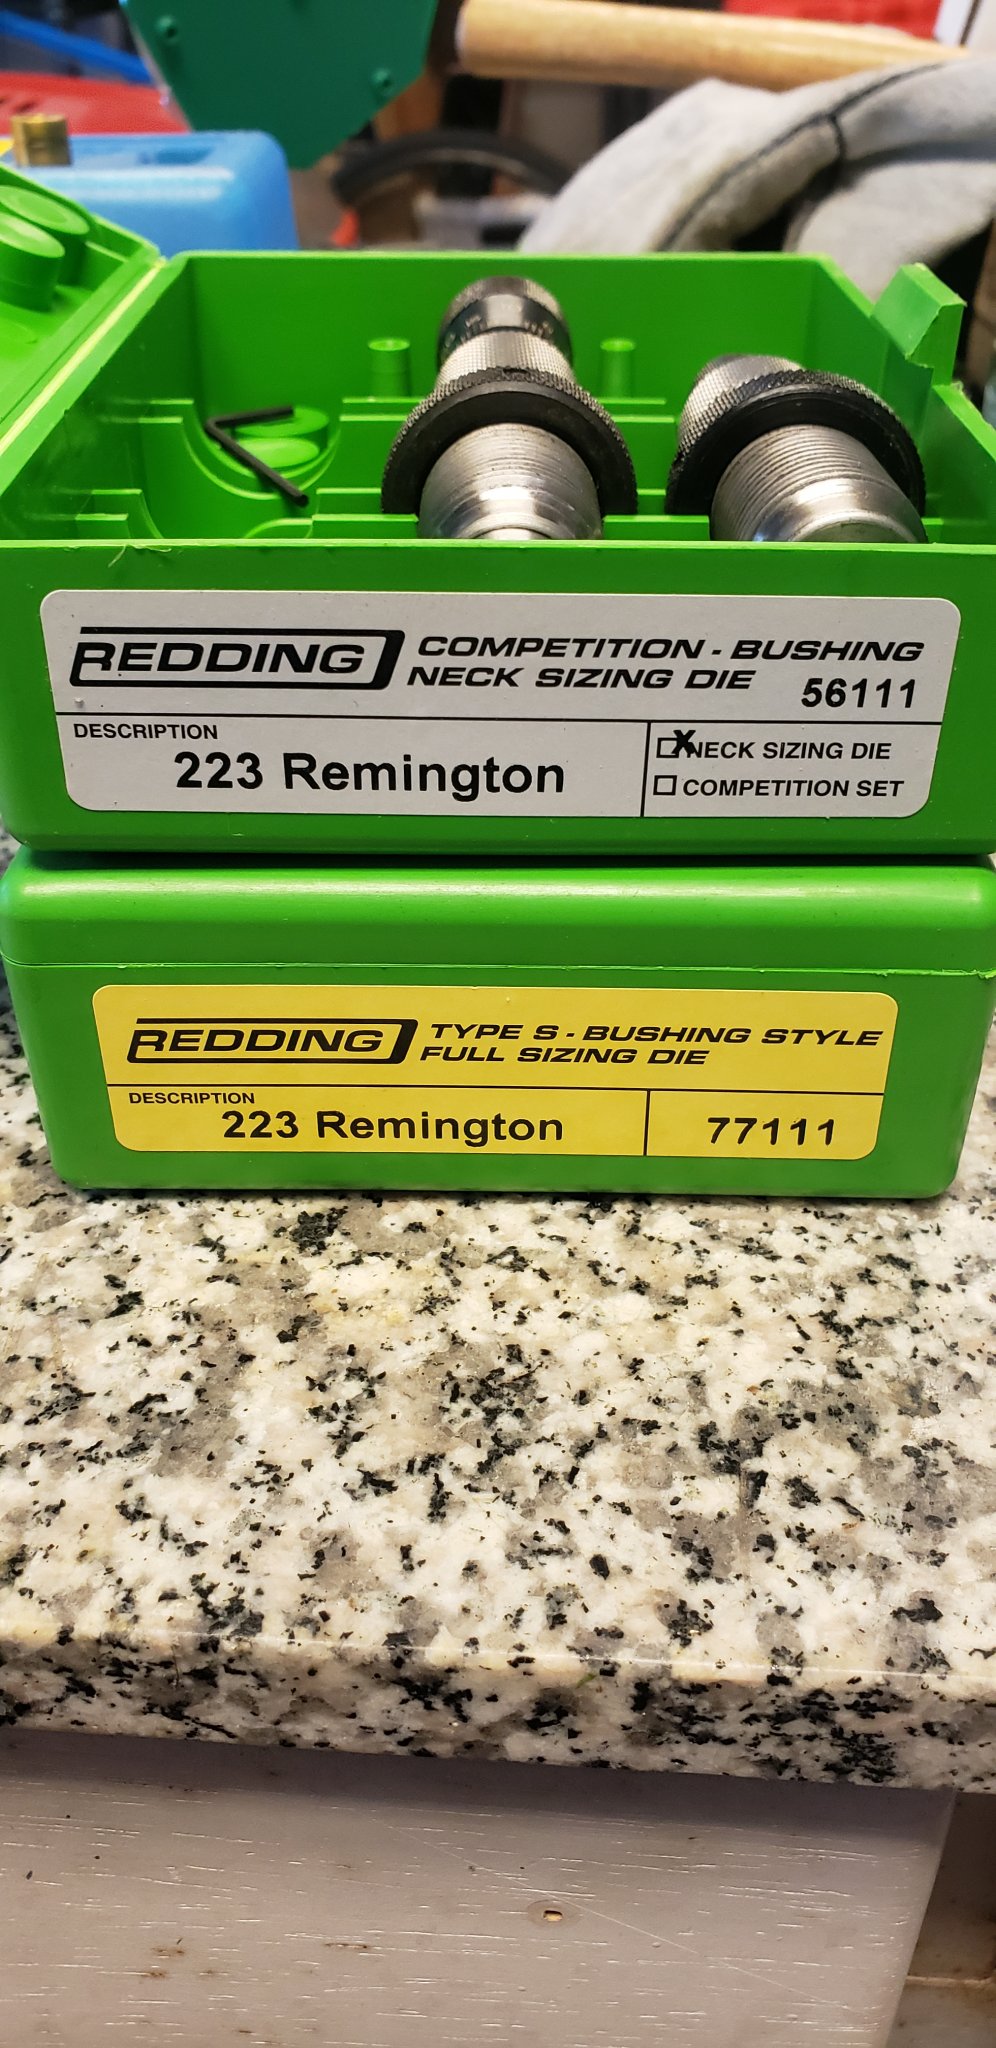 REDDING
COMPETITION - BUSHING
NECK SIZING DIE 56111
DESCRIPTION
223 Remington
X NECK SIZING DIE
COMPETITION SET
REDDING
TYPE S - BUSHING STYLE
FULL SIZING DIE
DESCRIPTION
223 Remington
77111